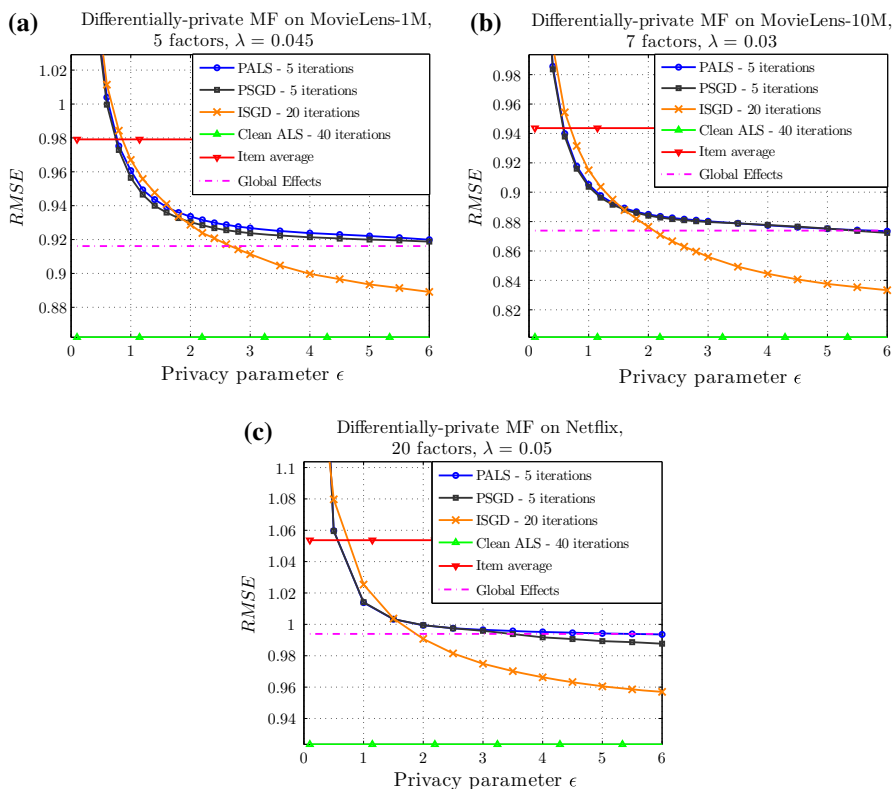 (a)
Differentially-private MF on MovieLens-1M,
5 factors, λ = 0.045
PALS - 5 iterations
PSGD - 5 iterations
ISGD - 20 iterations
Clean ALS - 40 iterations
Item average
Global Effects
RMSE
1.02
1
0.98
0.96
0.94
0.92
0.9
0.88
0 1 2 3 4 5 6
Privacy parameter ϵ
(b)
Differentially-private MF on MovieLens-10M,
7 factors, λ = 0.03
PALS - 5 iterations
PSGD - 5 iterations
ISGD - 20 iterations
Clean ALS - 40 iterations
Item average
Global Effects
RMSE
0.98
0.96
0.94
0.92
0.9
0.88
0.86
0.84
0.82
0 1 2 3 4 5 6
Privacy parameter ϵ
(c)
Differentially-private MF on Netflix,
20 factors, λ = 0.05
PALS - 5 iterations
PSGD - 5 iterations
ISGD - 20 iterations
Clean ALS - 40 iterations
Item average
Global Effects
RMSE
1.1
1.08
1.06
1.04
1.02
1
0.98
0.96
0.94
0 1 2 3 4 5 6
Privacy parameter ϵ